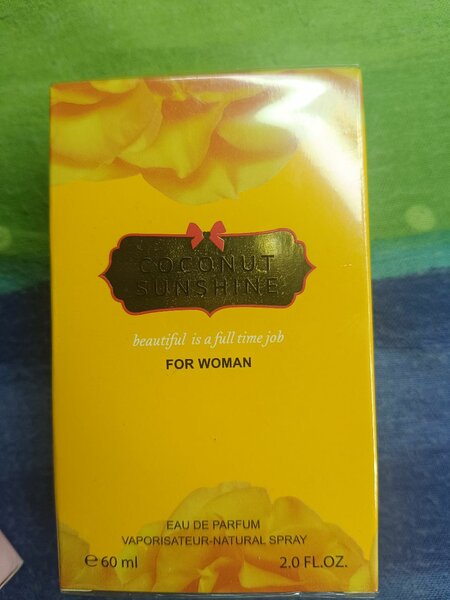 COCONUT
SUNSHINE
beautiful is a full time job
FOR WOMAN
EAU DE PARFUM
VAPORISATEUR-NATURAL SPRAY
℮ 60 ml 2.0 FL.OZ.